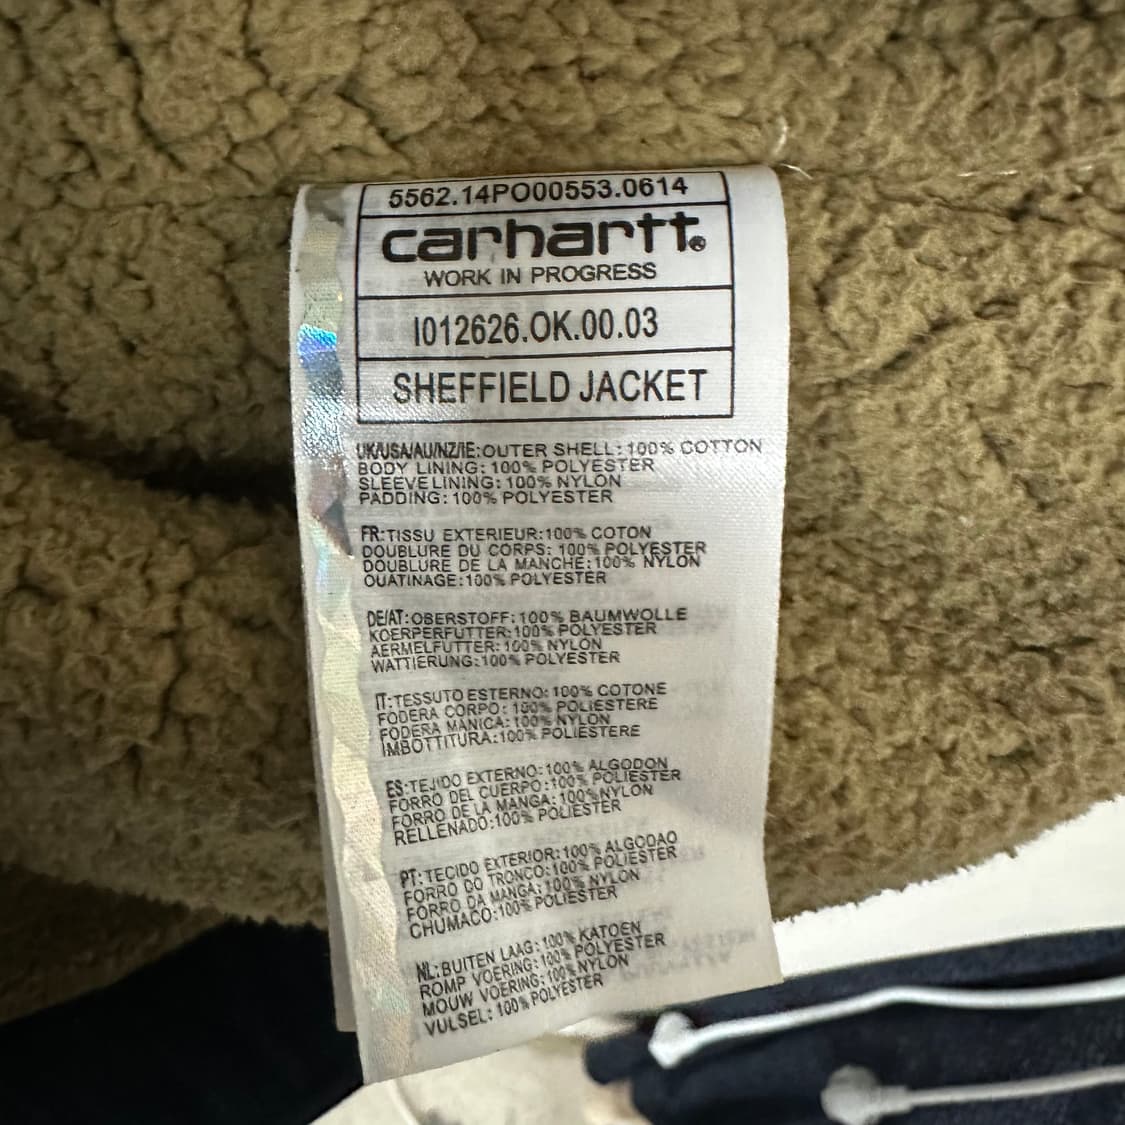 5562.14PO00553.0614
carhartt®
WORK IN PROGRESS
I012626.OK.00.03
SHEFFIELD JACKET
UK/USA/AU/NZ/IE:OUTER SHELL:100% COTTON
BODY LINING: 100% POLYESTER
SLEEVE LINING: 100% NYLON
PADDING: 100% POLYESTER
FR:TISSU EXTERIEUR:100% COTON
DOUBLURE DU CORPS: 100% POLYESTER
DOUBLURE DE LA MANCHE:100% NYLON
OUATINAGE:100% POLYESTER
DE/AT:OBERSTOFF:100% BAUMWOLLE
KOERPERFUTTER:100% POLYESTER
AERMELFUTTER:100% NYLON
WATTIERUNG:100% POLYESTER
IT:TESSUTO ESTERNO:100% COTONE
FODERA CORPO: 100% POLIESTERE
FODERA MANICA:100% NYLON
IMBOTTITURA:100% POLIESTERE
ES:TEJIDO EXTERNO:100% ALGODON
FORRO DEL CUERPO:100% POLIESTER
FORRO DE LA MANGA:100%NYLON
RELLENADO:100% POLIESTER
PT:TECIDO EXTERIOR:100% ALGODAO
FORRO DO TRONCO:100% POLIESTER
FORRO DA MANGA:100% NYLON
CHUMACO:100% POLIESTER
NL:BUITEN LAAG:100% KATOEN
ROMP VOERING:100% POLYESTER
MOUW VOERING:100%NYLON
VULSEL: 100% POLYESTER